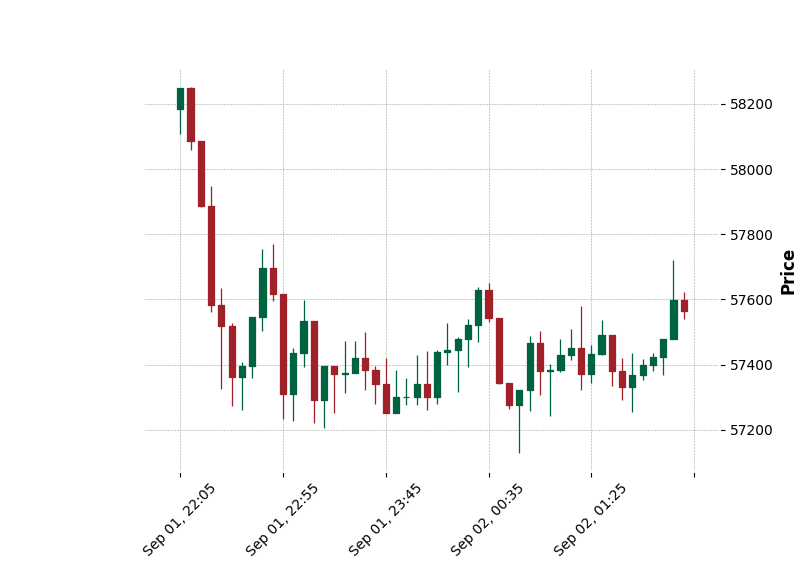 58200
58000
57800
57600
57400
57200
Price
Sep 01, 22:05
Sep 01, 22:55
Sep 01, 23:45
Sep 02, 00:35
Sep 02, 01:25